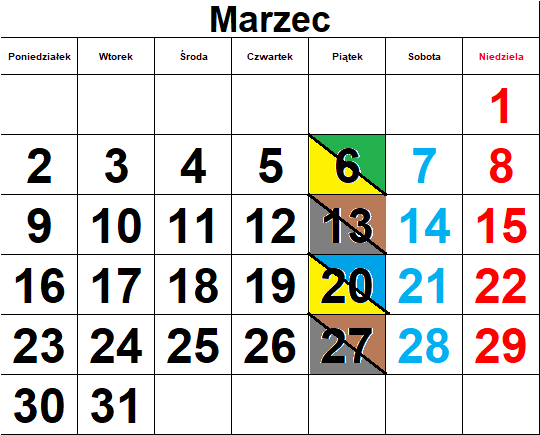 Marzec
Poniedziałek Wtorek Środa Czwartek Piątek Sobota Niedziela
1
2 3 4 5 6 7 8
9 10 11 12 13 14 15
16 17 18 19 20 21 22
23 24 25 26 27 28 29
30 31